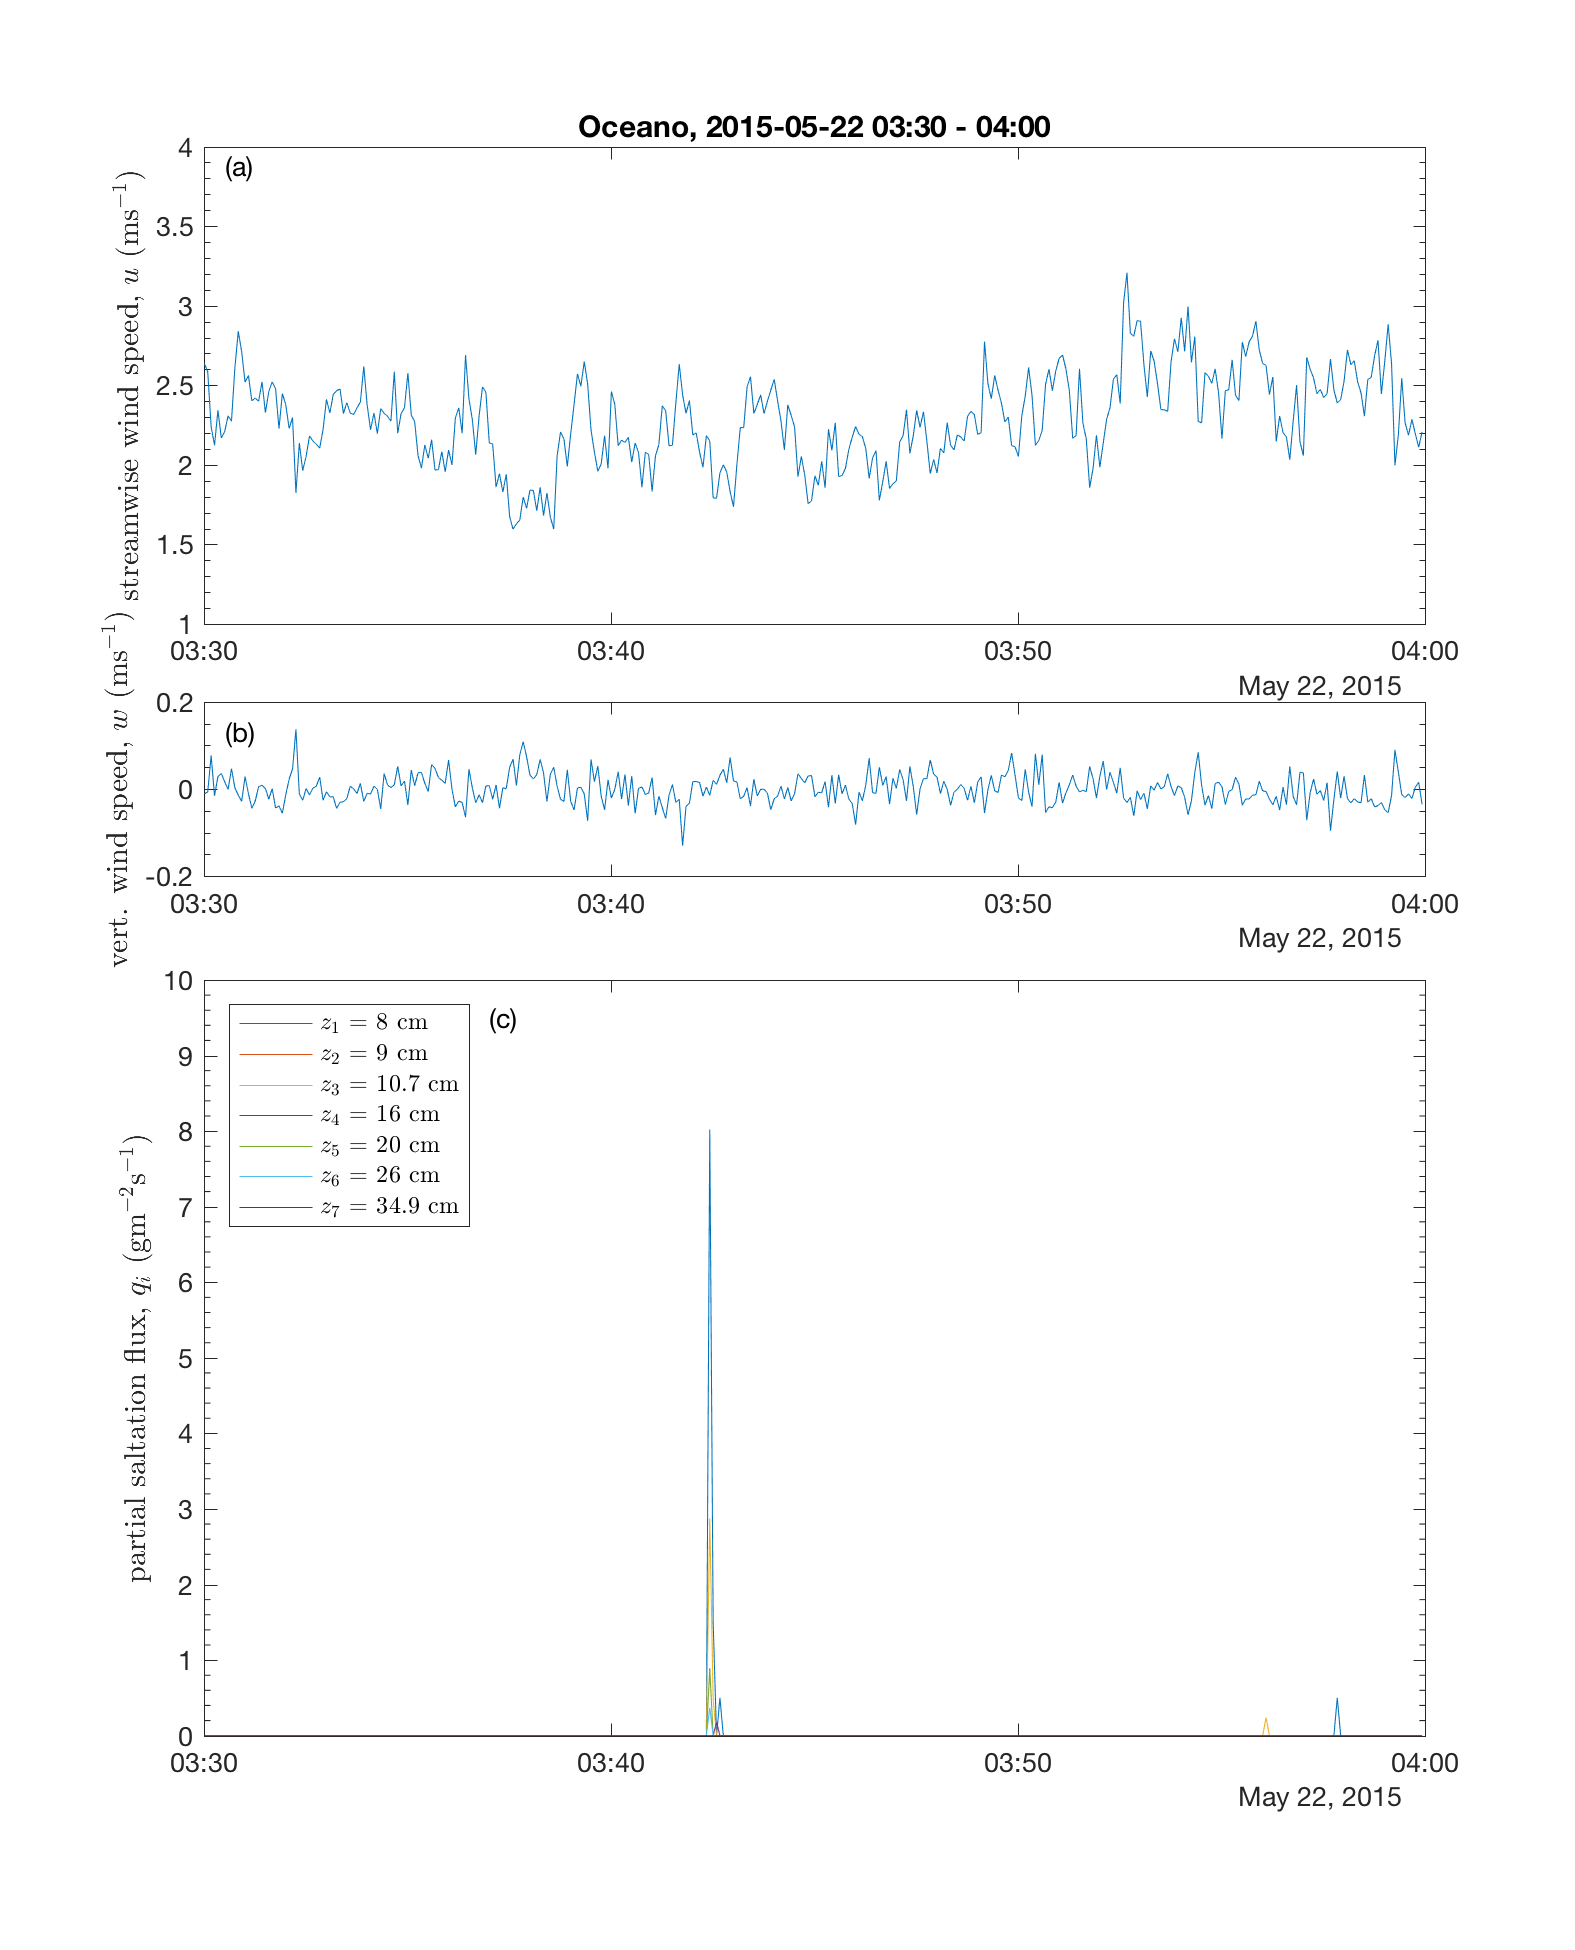 Oceano, 2015-05-22 03:30 - 04:00
(a)
streamwise wind speed, u (ms⁻¹)
4
3.5
3
2.5
2
1.5
1
03:30 03:40 03:50 04:00
May 22, 2015
(b)
vert. wind speed, w (ms⁻¹)
0.2
0
-0.2
03:30 03:40 03:50 04:00
May 22, 2015
(c)
partial saltation flux, qᵢ (gm⁻²s⁻¹)
10
9
8
7
6
5
4
3
2
1
0
z₁ = 8 cm
z₂ = 9 cm
z₃ = 10.7 cm
z₄ = 16 cm
z₅ = 20 cm
z₆ = 26 cm
z₇ = 34.9 cm
03:30 03:40 03:50 04:00
May 22, 2015